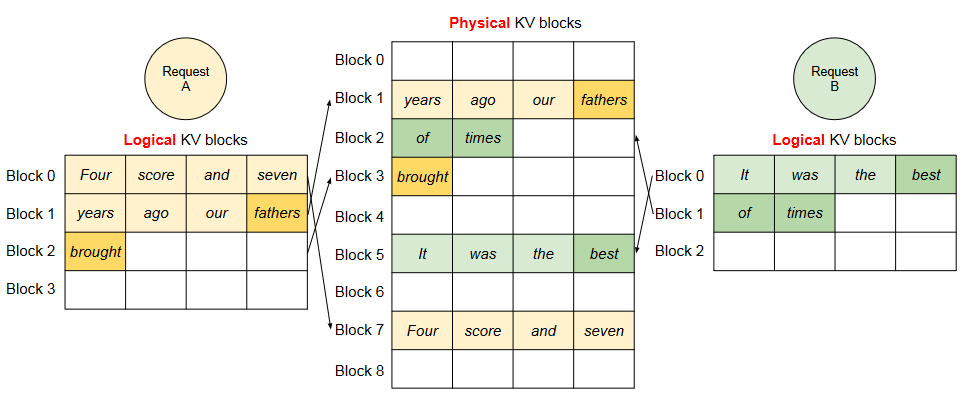 Physical KV blocks
Request
A
Logical KV blocks
Block 0 Four score and seven
Block 1 years ago our fathers
Block 2 brought
Block 3
Block 0
Block 1 years ago our fathers
Block 2 of times
Block 3 brought
Block 4
Block 5 It was the best
Block 6
Block 7 Four score and seven
Block 8
Request
B
Logical KV blocks
Block 0 It was the best
Block 1 of times
Block 2